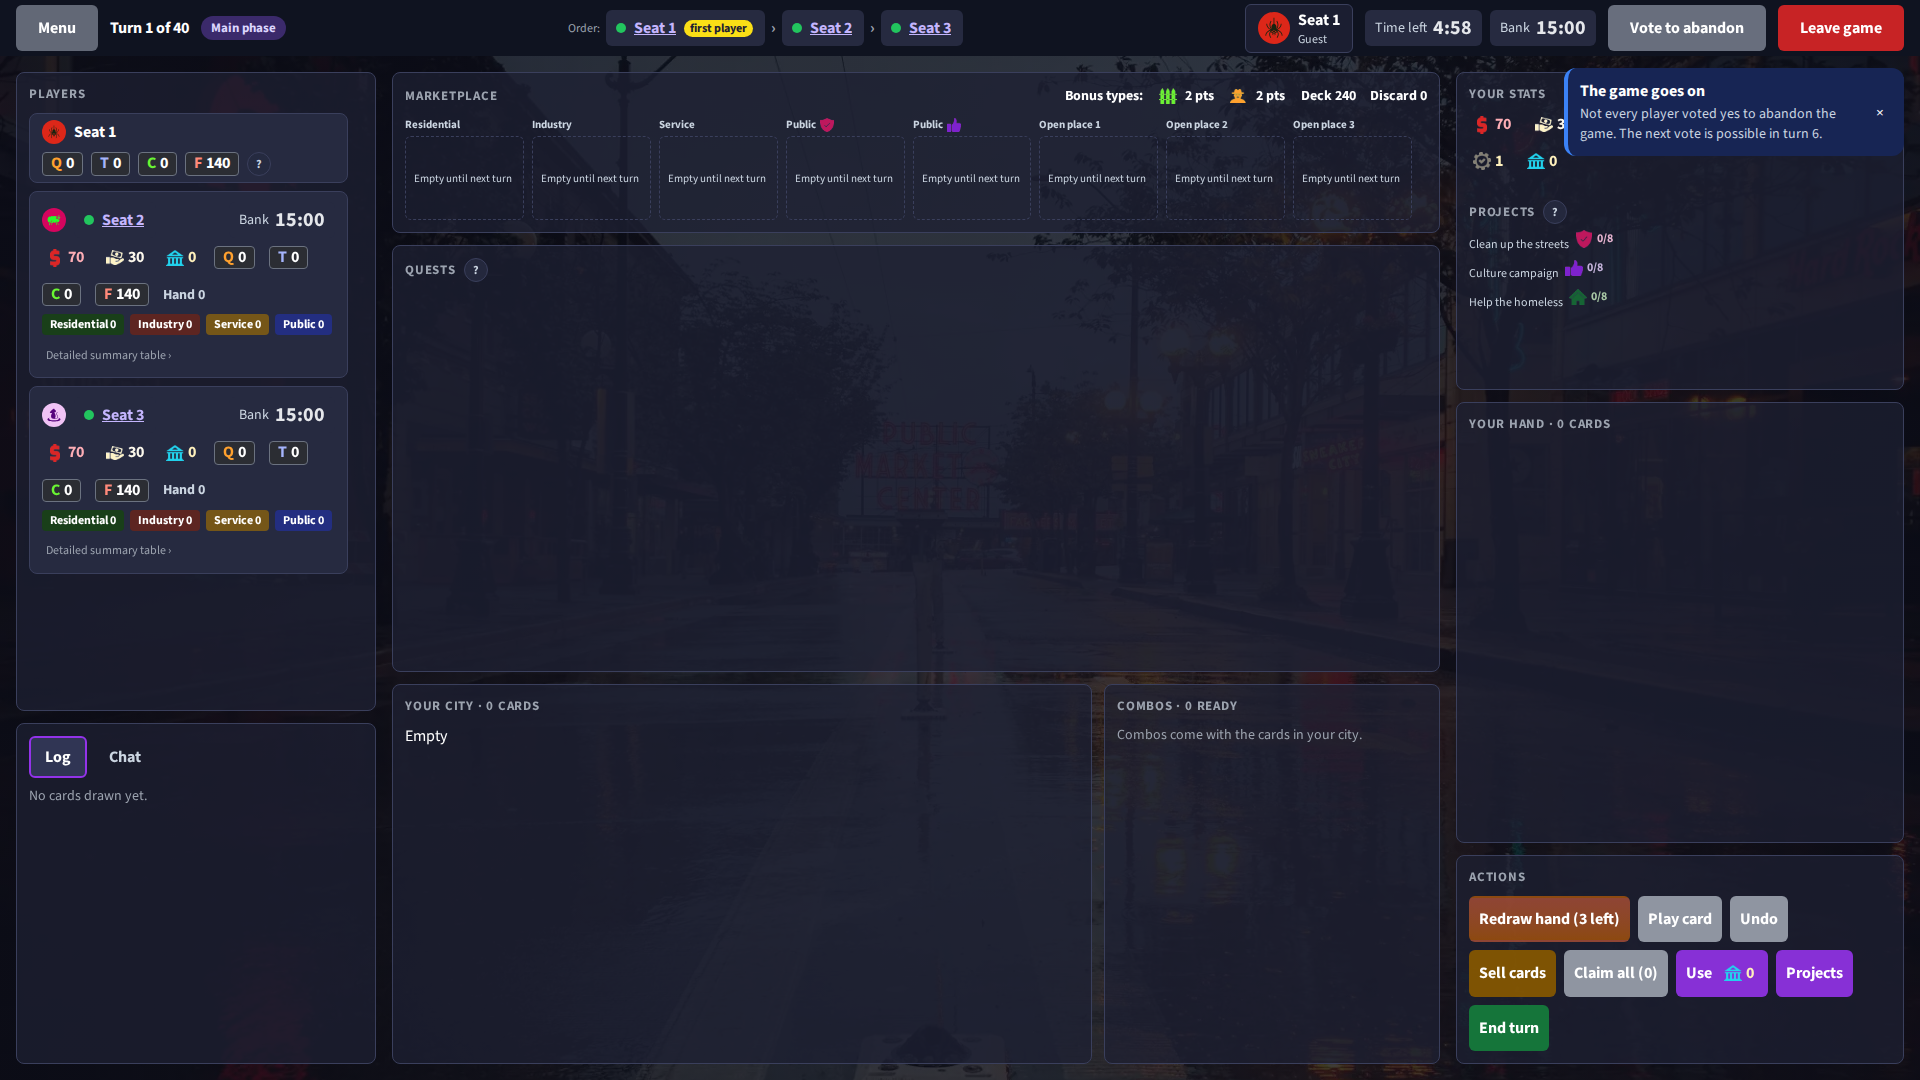 Menu
Turn 1 of 40
Main phase
Order:
Seat 1
first player
›
Seat 2
›
Seat 3
Seat 1
Guest
Time left 4:58
Bank 15:00
Vote to abandon
Leave game
PLAYERS
Seat 1
Q 0
T 0
C 0
F 140
?
Seat 2
Bank 15:00
70
30
0
Q 0
T 0
C 0
F 140
Hand 0
Residential 0
Industry 0
Service 0
Public 0
Detailed summary table ›
Seat 3
Bank 15:00
70
30
0
Q 0
T 0
C 0
F 140
Hand 0
Residential 0
Industry 0
Service 0
Public 0
Detailed summary table ›
Log
Chat
No cards drawn yet.
MARKETPLACE
Bonus types:
2 pts
2 pts
Deck 240
Discard 0
Residential
Industry
Service
Public
Public
Open place 1
Open place 2
Open place 3
Empty until next turn
Empty until next turn
Empty until next turn
Empty until next turn
Empty until next turn
Empty until next turn
Empty until next turn
Empty until next turn
QUESTS
?
YOUR CITY · 0 CARDS
Empty
COMBOS · 0 READY
Combos come with the cards in your city.
YOUR STATS
70
3
1
0
The game goes on
Not every player voted yes to abandon the
game. The next vote is possible in turn 6.
×
PROJECTS
?
Clean up the streets 0/8
Culture campaign 0/8
Help the homeless 0/8
YOUR HAND · 0 CARDS
ACTIONS
Redraw hand (3 left)
Play card
Undo
Sell cards
Claim all (0)
Use 0
Projects
End turn